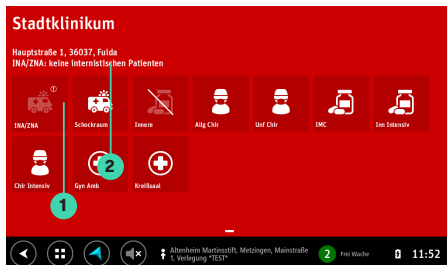 Stadtklinikum
Hauptstraße 1, 36037, Fulda
INA/ZNA: keine internistischen Patienten
INA/ZNA
Schockraum
Innere
Allg Chir
Unf Chir
IMC
Inn Intensiv
Chir Intensiv
Gyn Amb
Kreißsaal
1
2
Altenheim Martinsstift, Metzingen, Mainstraße
1, Verlegung *TEST*
2
Frei Wache
11:52